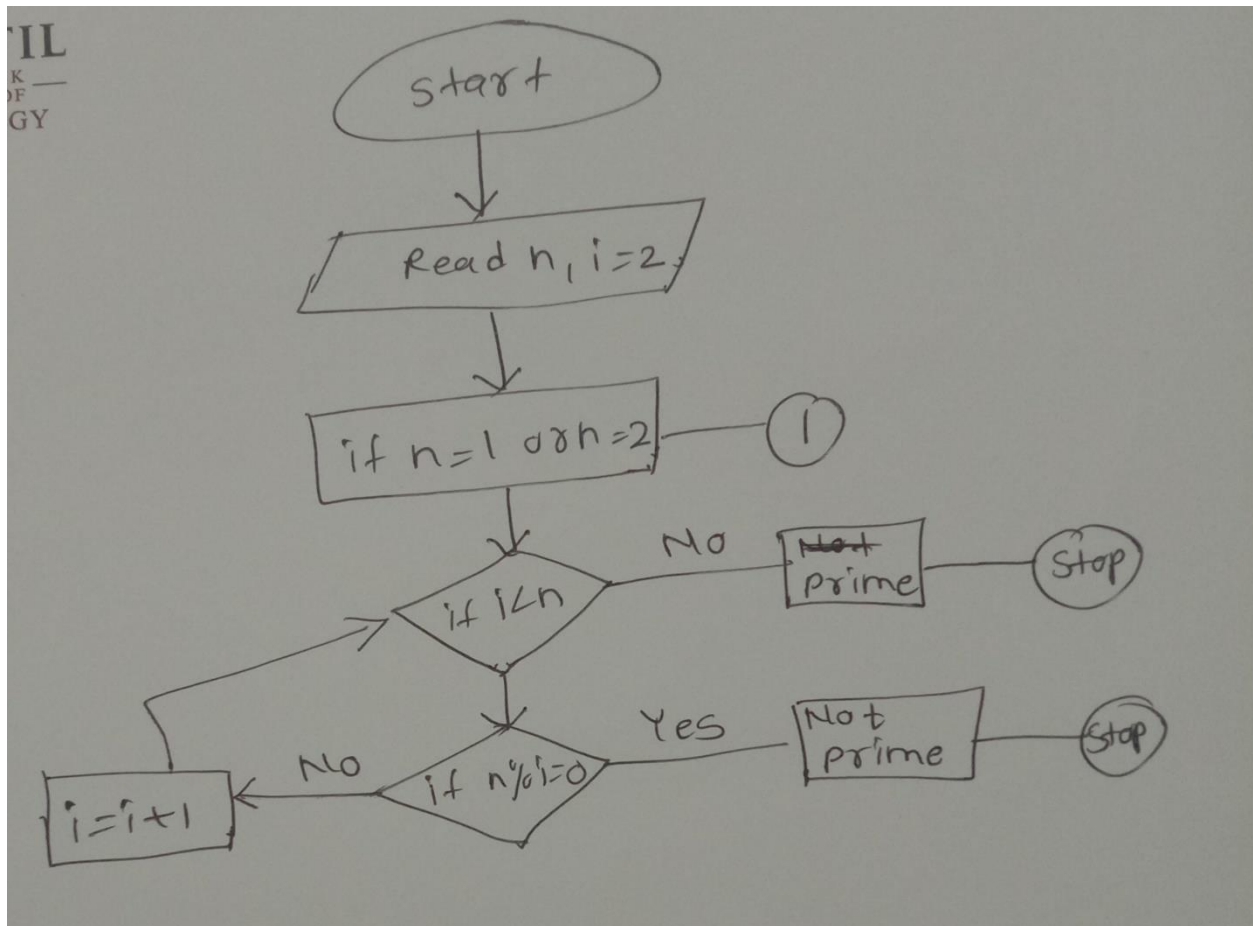 IL
K
OF
GY
Start
Read n, i=2
if n=1 or n=2
1
if i<n
No
Not
prime
Stop
if n%i=0
Yes
Not
prime
Stop
No
i=i+1